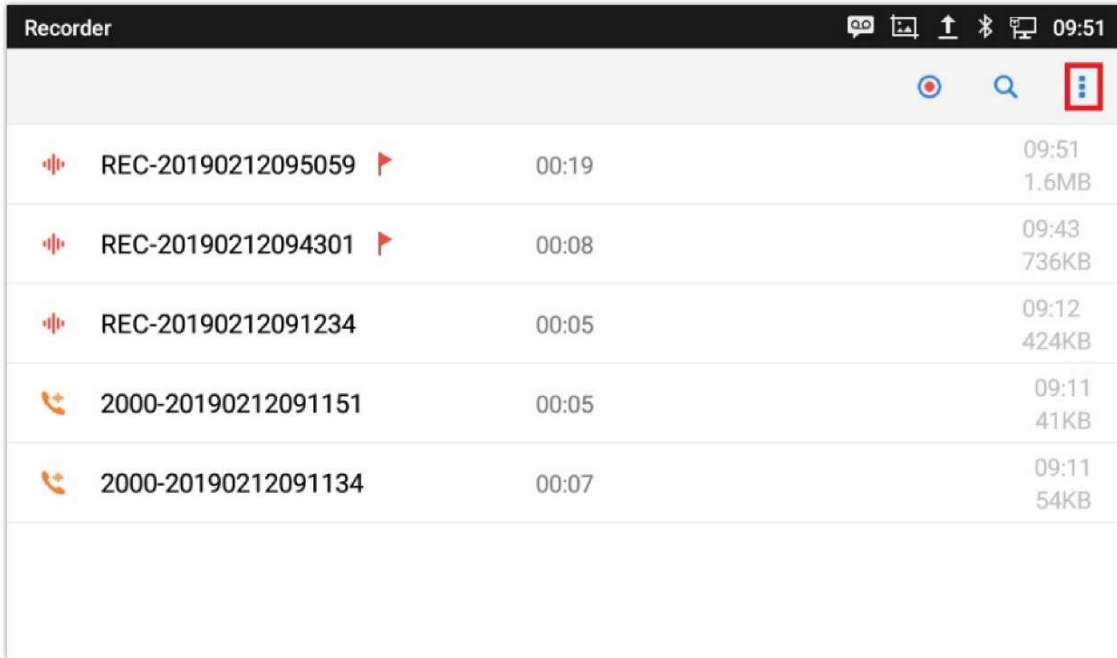 Recorder 09:51
REC-20190212095059 00:19 09:51
1.6MB
REC-20190212094301 00:08 09:43
736KB
REC-20190212091234 00:05 09:12
424KB
2000-20190212091151 00:05 09:11
41KB
2000-20190212091134 00:07 09:11
54KB